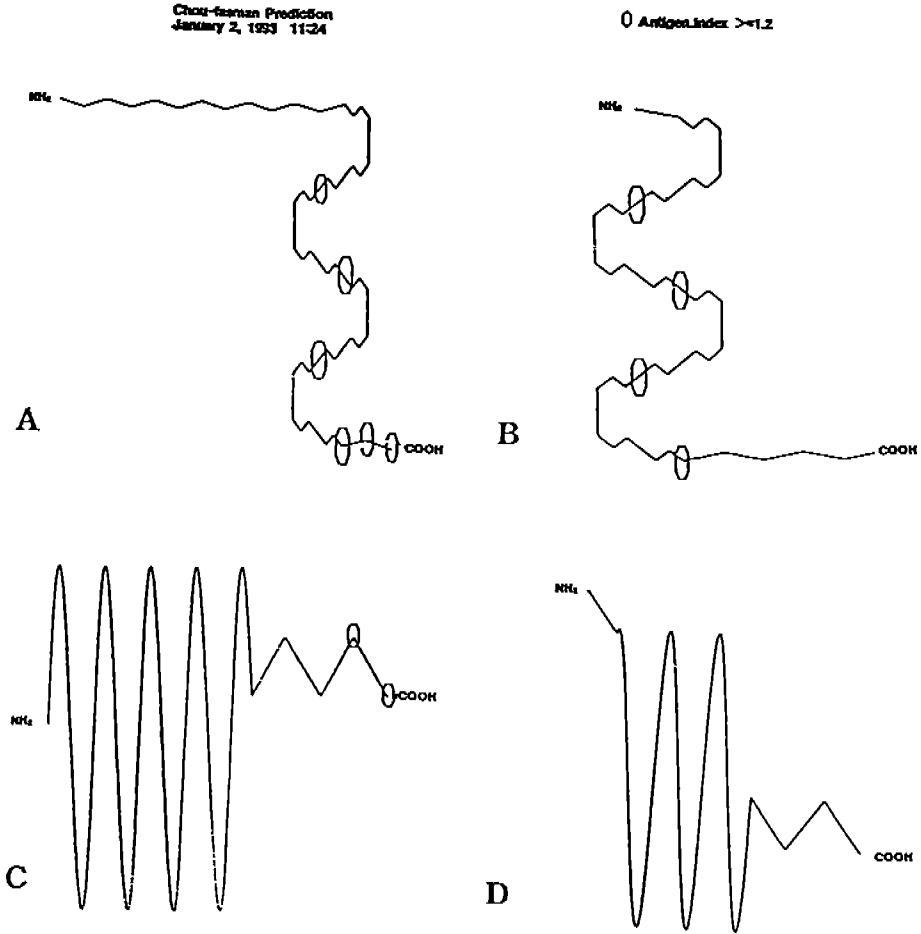 Chou-fasman Prediction
January 2, 1993 11:24
Antigen.Index >=1.2
NH₂
NH₂
COOH
A
B
COOH
NH₂
NH₂
COOH
COOH
C
D